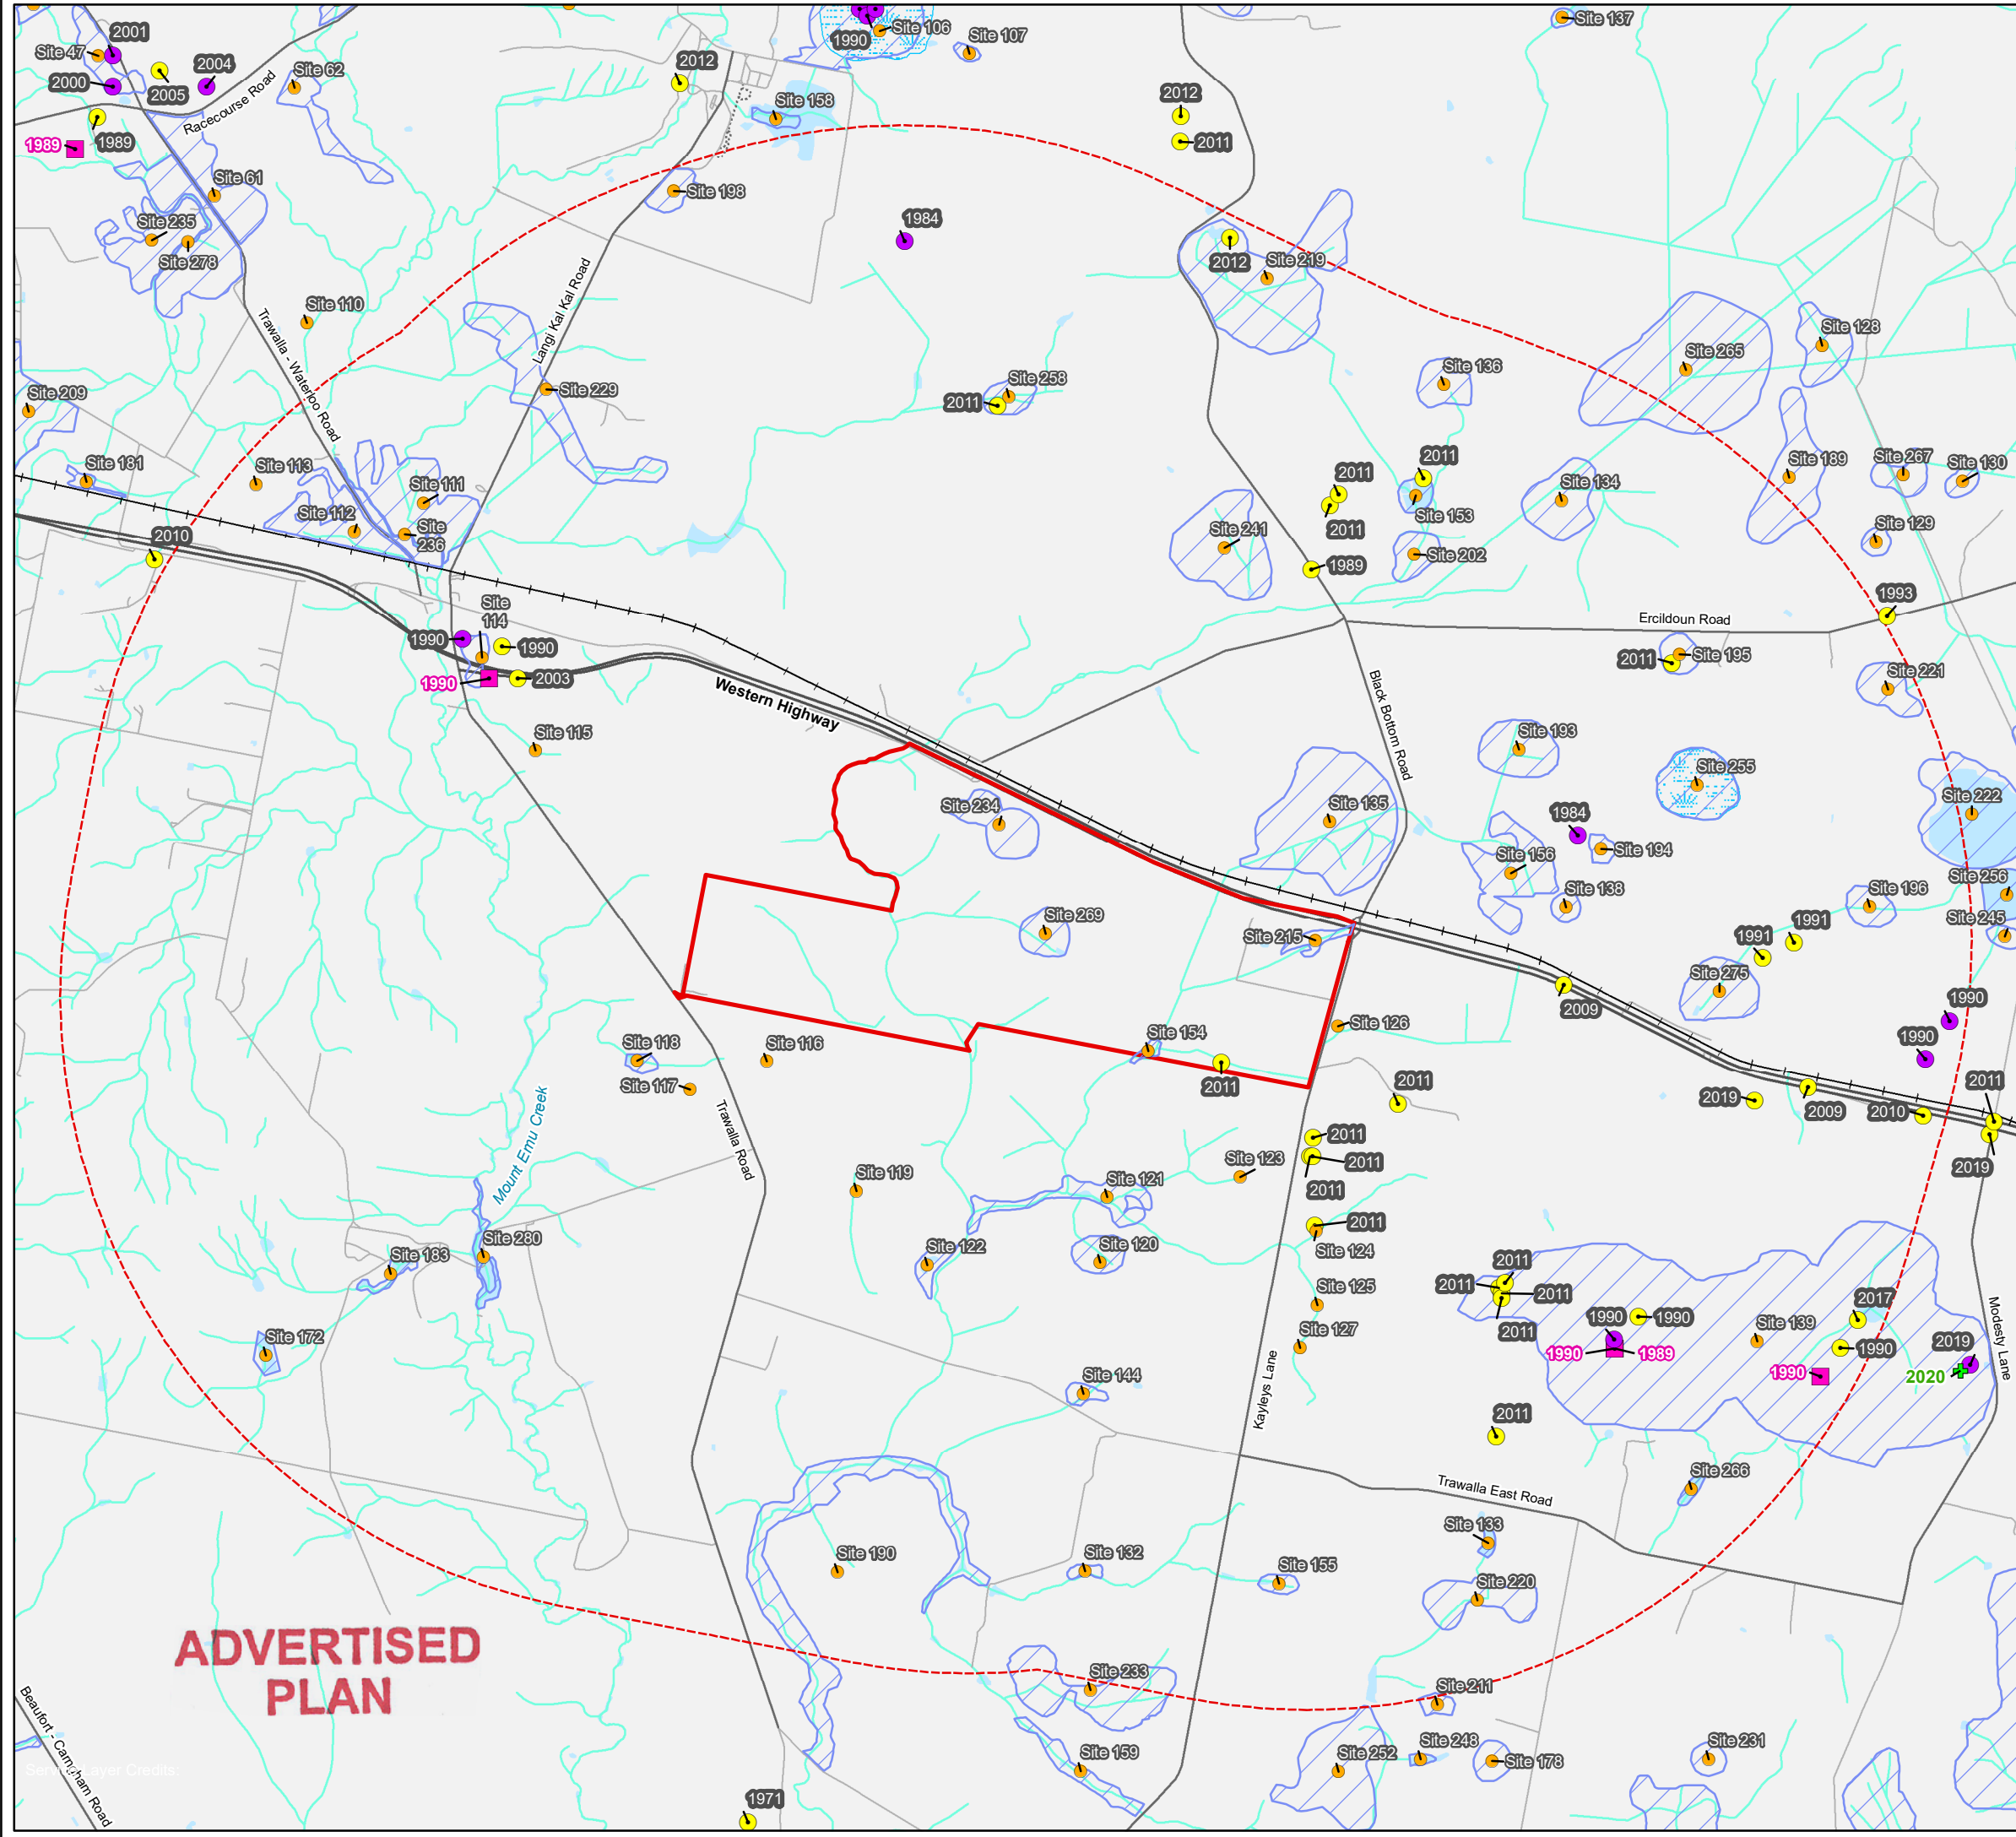 2001
Site 47
2000
2005
2004
Site 62
Racecourse Road
1989
1989
Site 61
Site 235
Site 278
Site 110
Trawalla - Waterloo Road
Langi Kal Kal Road
2012
Site 158
1990
Site 106
Site 107
Site 137
2012
2011
Site 198
1984
2012
Site 219
Site 229
Site 258
2011
Site 136
Site 265
Site 128
Site 209
Site 181
Site 113
Site 111
Site 112
Site
236
2010
2011
2011
2011
Site 153
Site 134
Site 189
Site 267
Site 130
Site 129
Site 241
Site 202
1989
Ercildoun Road
1993
Site
114
1990
1990
1990
2003
Western Highway
Black Bottom Road
2011
Site 195
Site 221
Site 115
Site 193
Site 255
Site 222
Site 234
Site 135
1984
Site 194
Site 156
Site 138
Site 196
Site 256
Site 245
Site 269
Site 215
1991
1991
Site 275
2009
1990
1990
Site 126
Site 154
2011
Site 118
Site 117
Site 116
2011
2019
2009
2010
2011
2019
Mount Emu Creek
Trawalla Road
2011
2011
2011
Site 119
Site 121
Site 123
2011
Site 124
Site 122
Site 120
Site 183
Site 280
Site 125
Site 127
Site 172
2011
2011
2011
2011
1990
1990
1990
1989
Site 139
2017
1990
1990
2019
2020
Modesty Lane
Site 144
Kayleys Lane
2011
Trawalla East Road
Site 266
Site 133
Site 190
Site 132
Site 155
Site 220
ADVERTISED
PLAN
Site 233
Site 211
Site 159
Site 252
Site 248
Site 178
Site 231
Beaufort - Carngham Road
Service Layer Credits:
1971